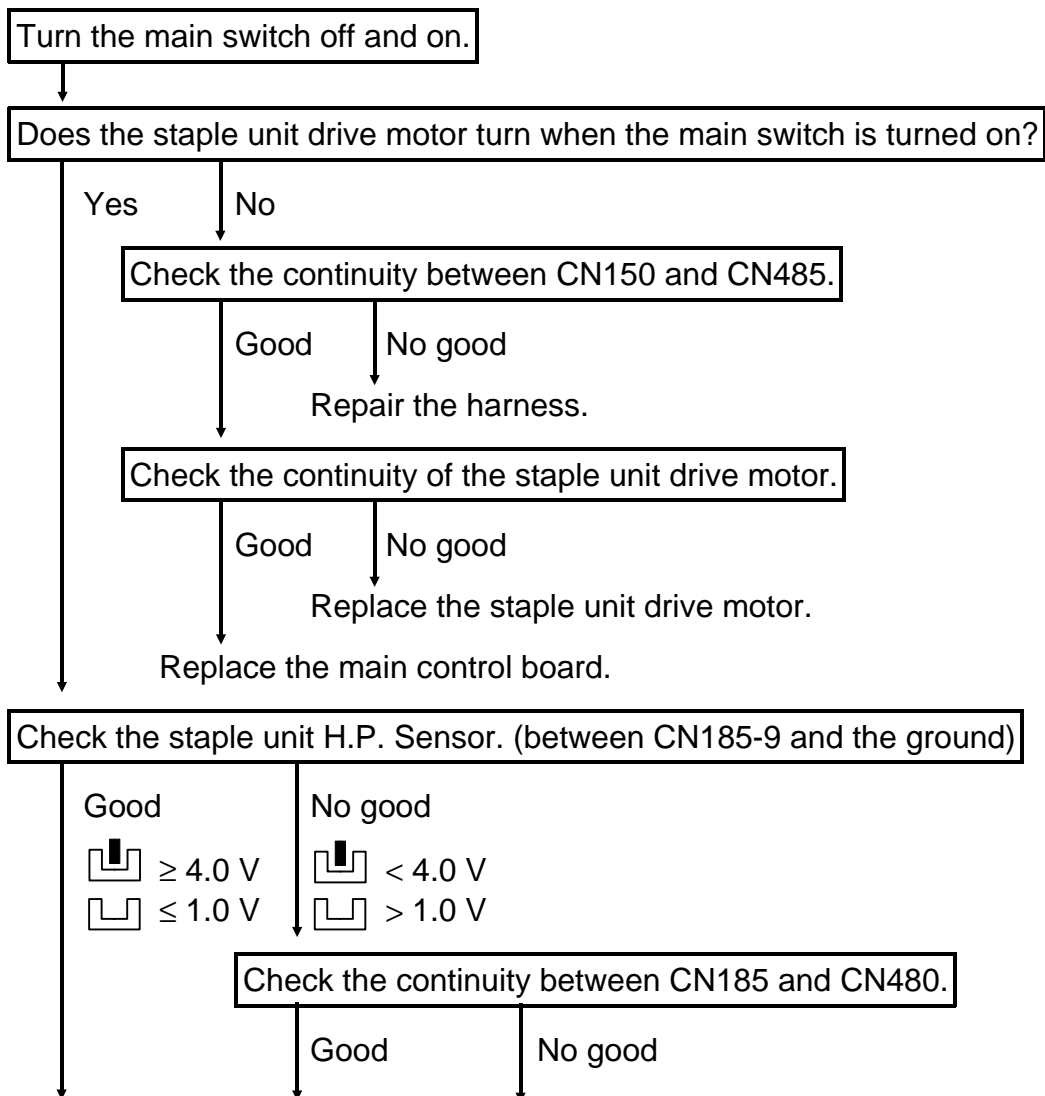 Turn the main switch off and on.
Does the staple unit drive motor turn when the main switch is turned on?
Yes No
Check the continuity between CN150 and CN485.
Good No good
Repair the harness.
Check the continuity of the staple unit drive motor.
Good No good
Replace the staple unit drive motor.
Replace the main control board.
Check the staple unit H.P. Sensor. (between CN185-9 and the ground)
Good No good
≥ 4.0 V < 4.0 V
≤ 1.0 V > 1.0 V
Check the continuity between CN185 and CN480.
Good No good